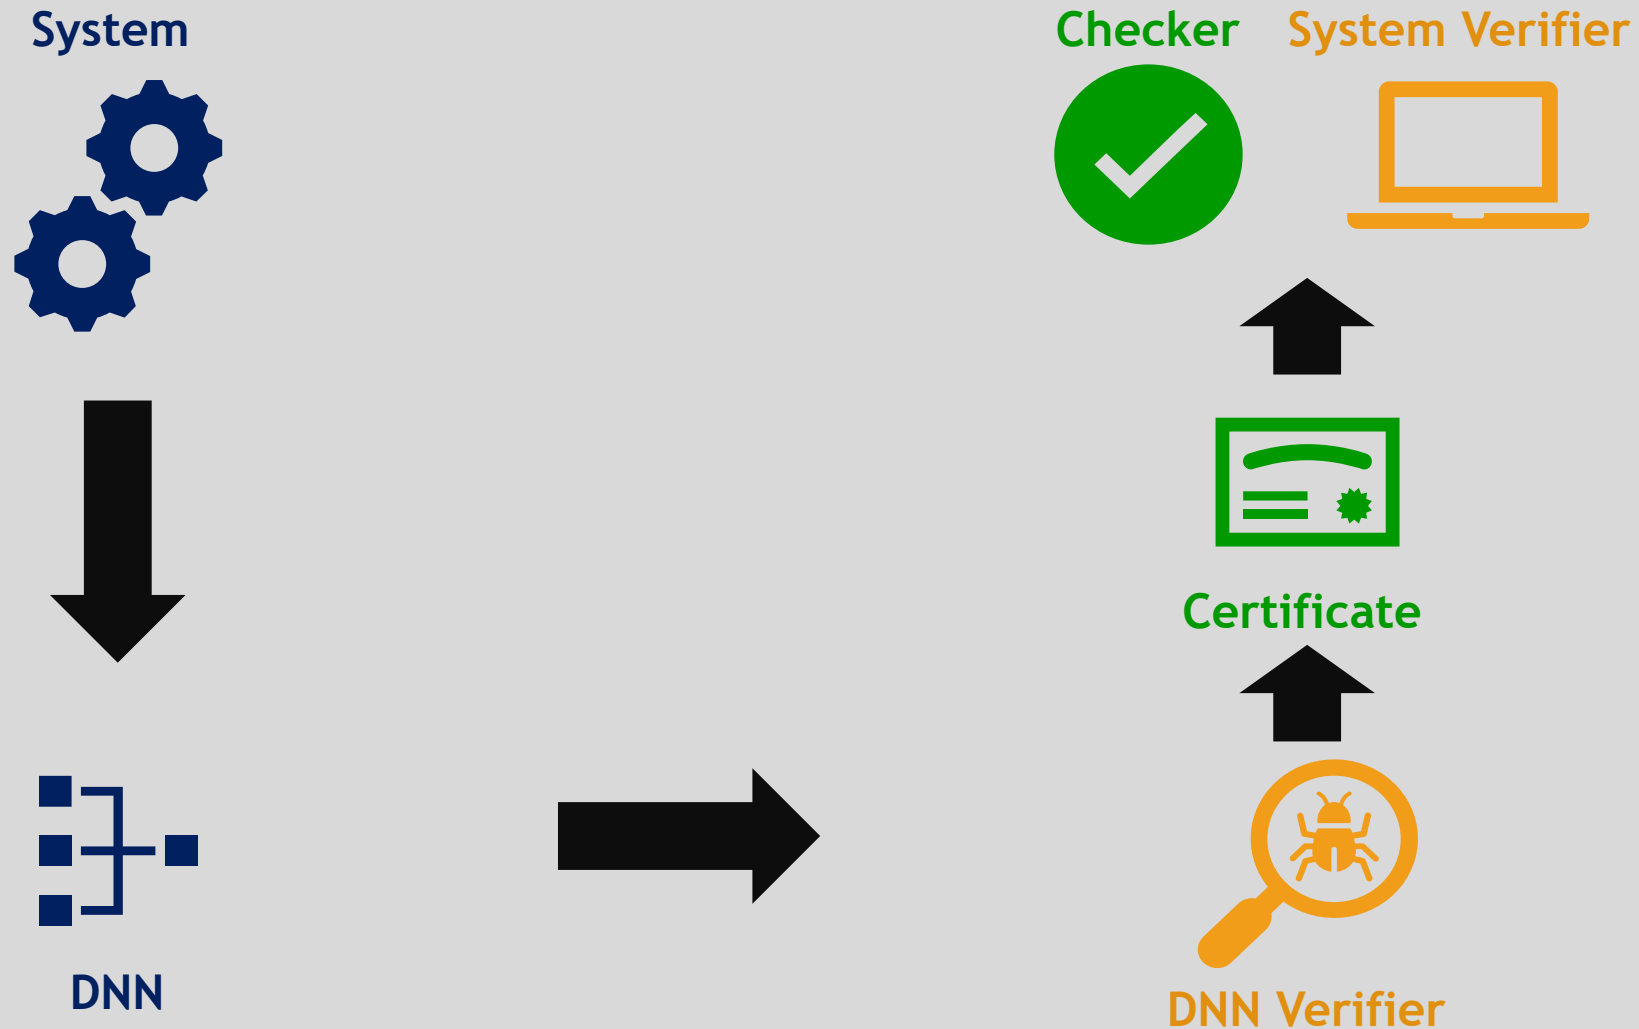 System
Checker
System Verifier
Certificate
DNN
DNN Verifier